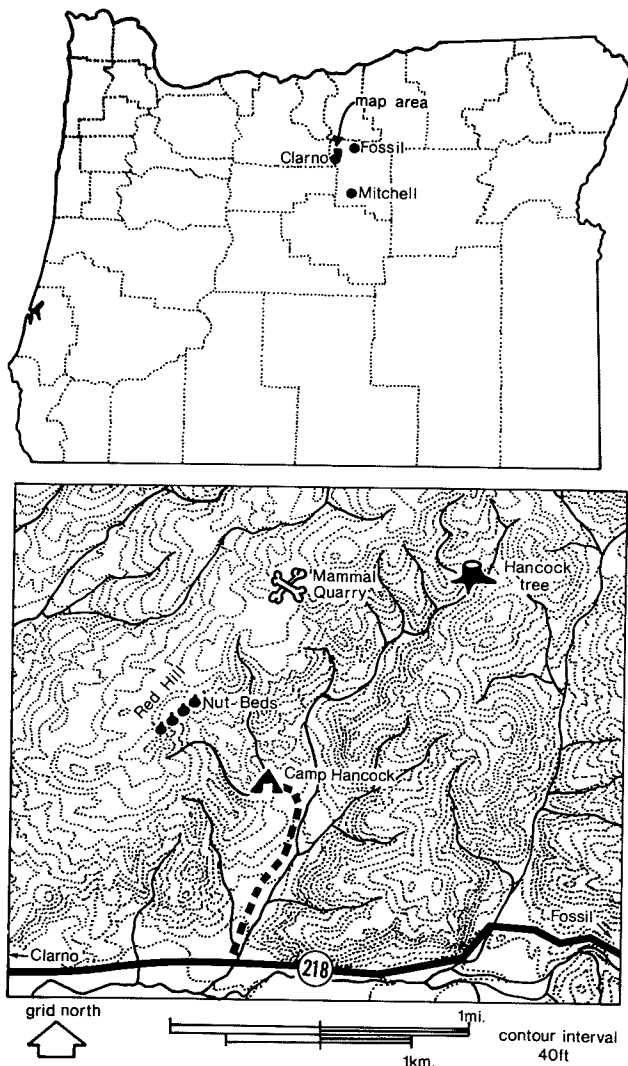 map area
Fossil
Clarno
Mitchell
Mammal
Quarry
Hancock
tree
Red Hill
Nut-Beds
Camp Hancock
Fossil
Clarno
218
grid north
1mi.
1km.
contour interval
40ft